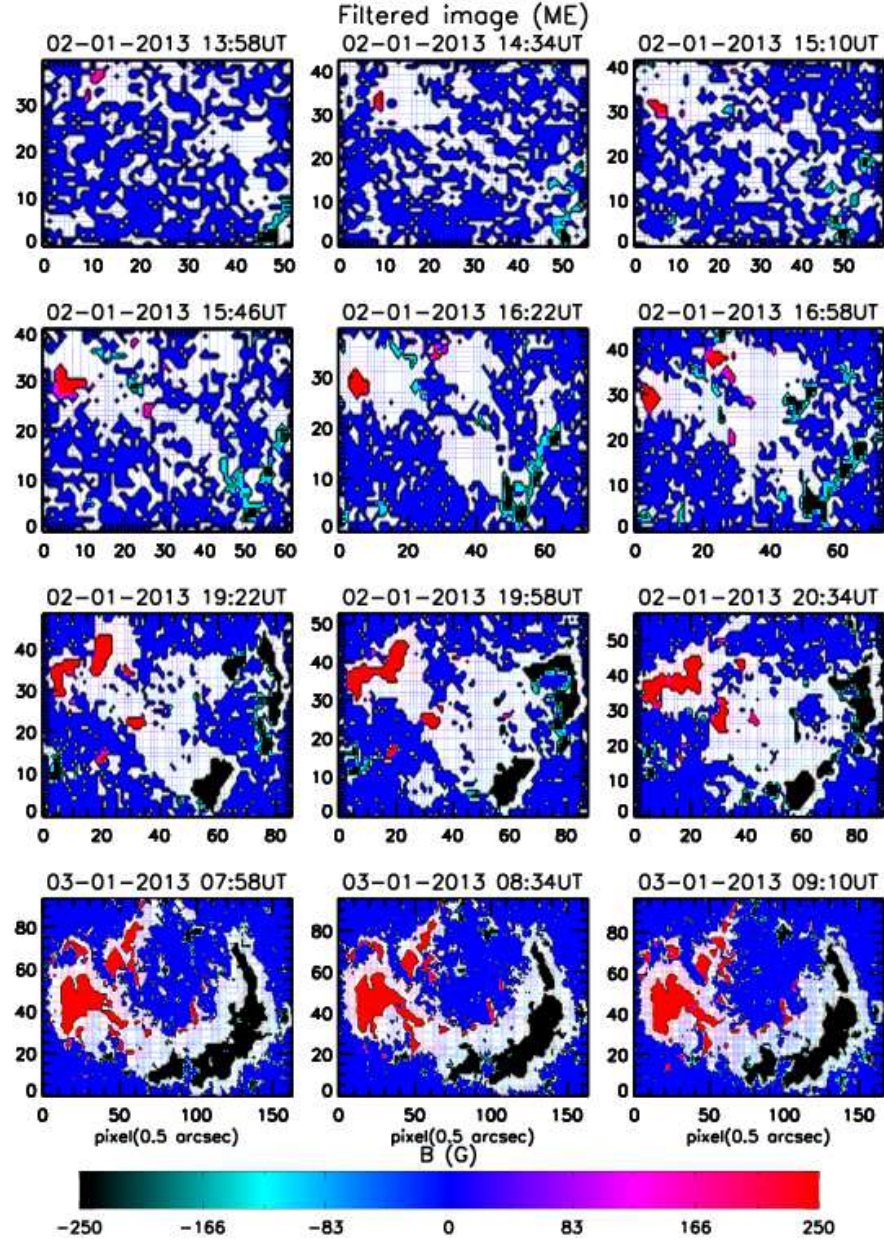 Filtered image (ME)
02-01-2013 13:58UT
02-01-2013 14:34UT
02-01-2013 15:10UT
30
20
10
0
40
30
20
10
0
40
30
20
10
0
0 10 20 30 40 50
0 10 20 30 40 50
0 10 20 30 40 50
02-01-2013 15:46UT
02-01-2013 16:22UT
02-01-2013 16:58UT
40
30
20
10
0
40
30
20
10
0
40
30
20
10
0
0 10 20 30 40 50 60
0 20 40 60
0 20 40 60
02-01-2013 19:22UT
02-01-2013 19:58UT
02-01-2013 20:34UT
40
30
20
10
0
50
40
30
20
10
0
50
40
30
20
10
0
0 20 40 60 80
0 20 40 60 80
0 20 40 60 80
03-01-2013 07:58UT
03-01-2013 08:34UT
03-01-2013 09:10UT
80
60
40
20
0
80
60
40
20
0
80
60
40
20
0
0 50 100 150
0 50 100 150
0 50 100 150
pixel(0.5 arcsec)
pixel(0.5 arcsec)
pixel(0.5 arcsec)
B (G)
-250 -166 -83 0 83 166 250